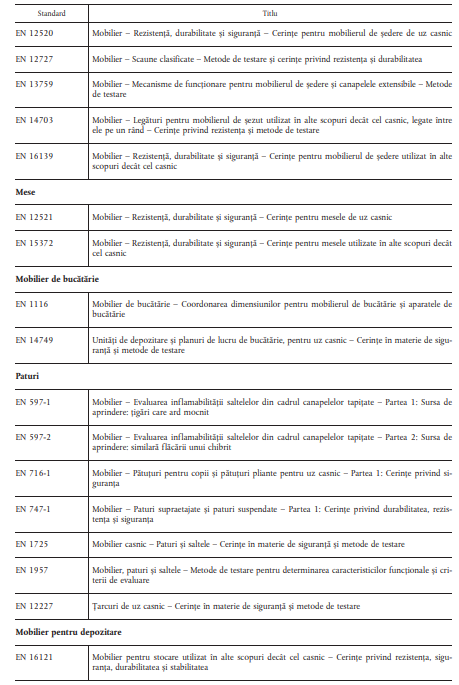 Standard Titlu
EN 12520 Mobilier – Rezistență, durabilitate și siguranță – Cerințe pentru mobilierul de ședere de uz casnic
EN 12727 Mobilier – Scaune clasificate – Metode de testare și cerințe privind rezistența și durabilitatea
EN 13759 Mobilier – Mecanisme de funcționare pentru mobilierul de ședere și canapelele extensibile – Metode
de testare
EN 14703 Mobilier – Legături pentru mobilierul de șezut utilizat în alte scopuri decât cel casnic, legate între
ele pe un rând – Cerințe privind rezistența și metode de testare
EN 16139 Mobilier – Rezistență, durabilitate și siguranță – Cerințe pentru mobilierul de ședere utilizat în alte
scopuri decât cel casnic
Mese
EN 12521 Mobilier – Rezistență, durabilitate și siguranță – Cerințe pentru mesele de uz casnic
EN 15372 Mobilier – Rezistență, durabilitate și siguranță – Cerințe pentru mesele utilizate în alte scopuri decât
cel casnic
Mobilier de bucătărie
EN 1116 Mobilier de bucătărie – Coordonarea dimensiunilor pentru mobilierul de bucătărie și aparatele de
bucătărie
EN 14749 Unități de depozitare și planuri de lucru de bucătărie, pentru uz casnic – Cerințe în materie de sigu-
ranță și metode de testare
Paturi
EN 597-1 Mobilier – Evaluarea inflamabilității saltelelor din cadrul canapelelor tapițate – Partea 1: Sursa de
aprindere: țigări care ard mocnit
EN 597-2 Mobilier – Evaluarea inflamabilității saltelelor din cadrul canapelelor tapițate – Partea 2: Sursa de
aprindere: similară flăcării unui chibrit
EN 716-1 Mobilier – Pătuțuri pentru copii și pătuțuri pliante pentru uz casnic – Partea 1: Cerințe privind si-
guranța
EN 747-1 Mobilier – Paturi supraetajate și paturi suspendate – Partea 1: Cerințe privind durabilitatea, rezis-
tența și siguranța
EN 1725 Mobilier casnic – Paturi și saltele – Cerințe în materie de siguranță și metode de testare
EN 1957 Mobilier, paturi și saltele – Metode de testare pentru determinarea caracteristicilor funcționale și cri-
terii de evaluare
EN 12227 Țarcuri de uz casnic – Cerințe în materie de siguranță și metode de testare
Mobilier pentru depozitare
EN 16121 Mobilier pentru stocare utilizat în alte scopuri decât cel casnic – Cerințe privind rezistența, sigu-
ranța, durabilitatea și stabilitatea